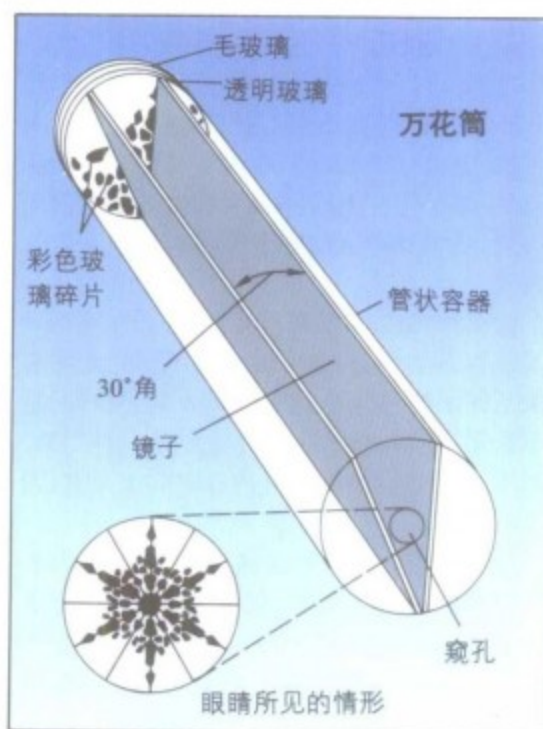 毛玻璃
透明玻璃
万花筒
彩色玻
璃碎片
管状容器
30°角
镜子
窥孔
眼睛所见的情形